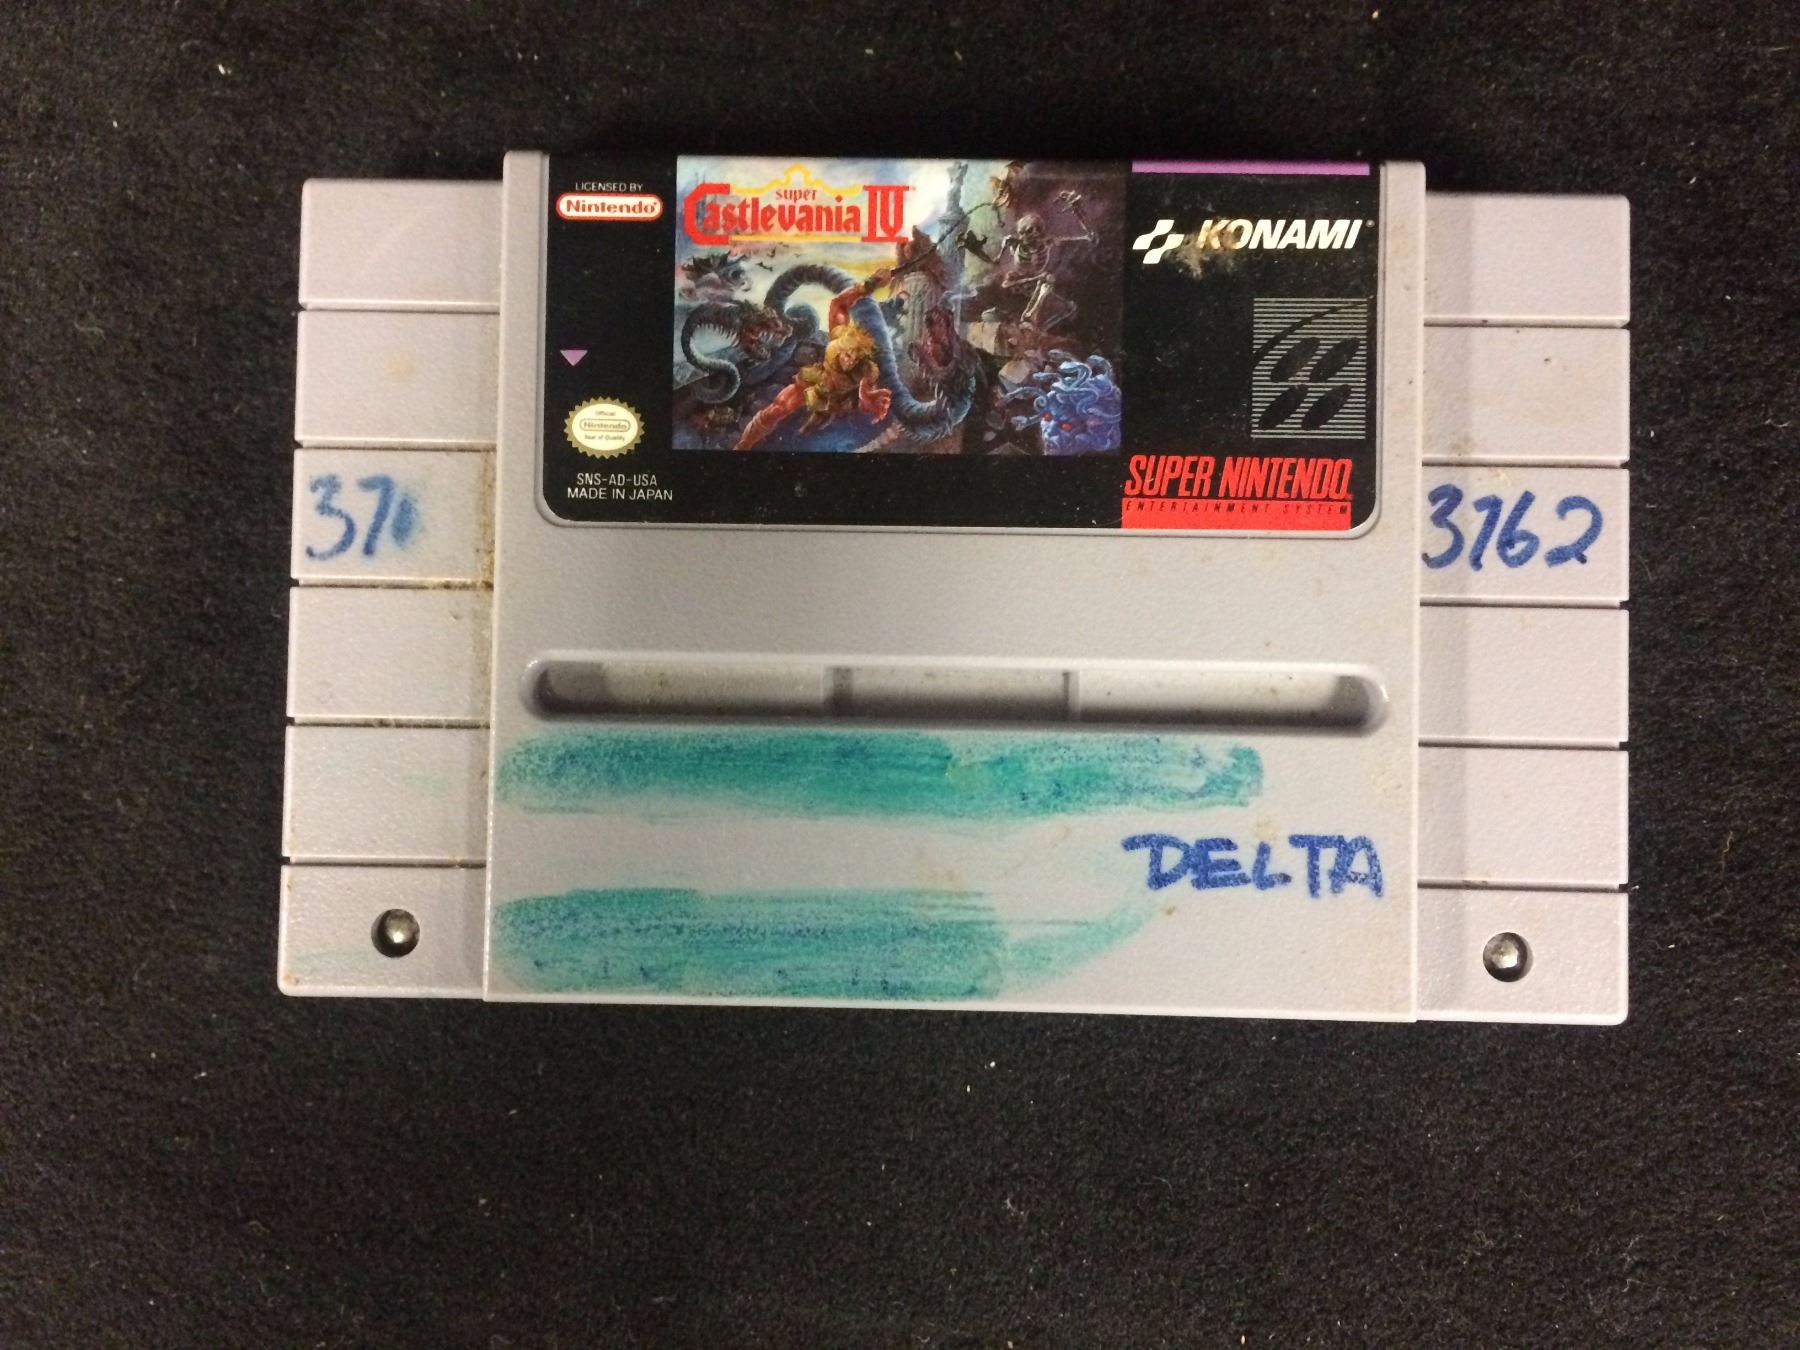 LICENSED BY
Nintendo
SUPER
Castlevania IV
KONAMI
Official
Nintendo
Seal of Quality
SNS-AD-USA
MADE IN JAPAN
SUPER NINTENDO
ENTERTAINMENT SYSTEM
37
3762
DELTA